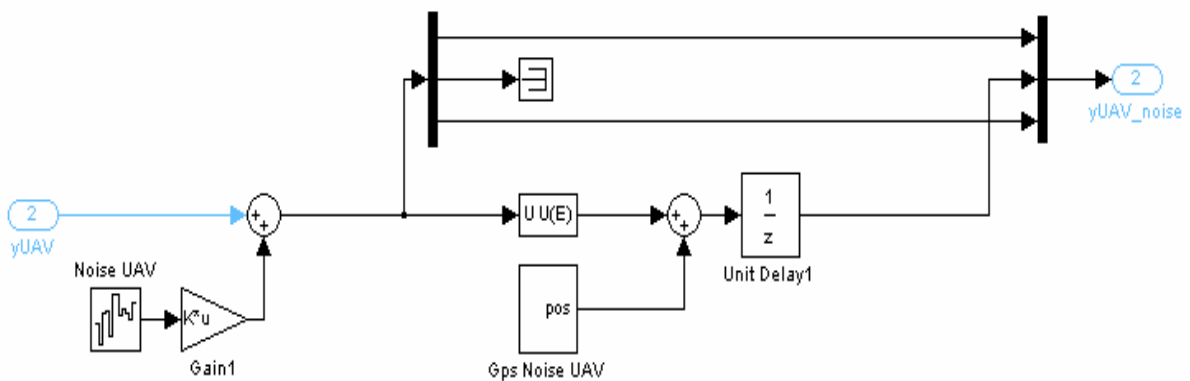 2
yUAV_noise
2
yUAV
+
+
U U(E)
+
+
1
z
Unit Delay1
Noise UAV
K*u
Gain1
pos
Gps Noise UAV